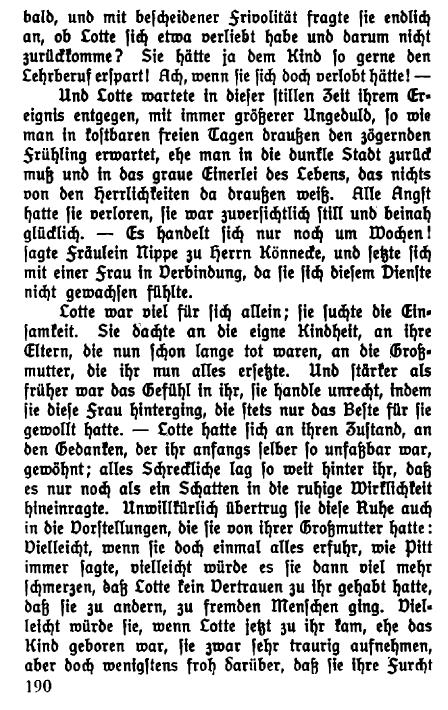 bald, und mit beſcheidener Frivolität fragte ſie endlich
an, ob Lotte ſich etwa verliebt habe und darum nicht
zurückkomme? Sie hätte ja dem Kind ſo gerne den
Lehrberuf erſpart! Ach, wenn ſie ſich doch verlobt hätte! —
Und Lotte wartete in dieſer ſtillen Zeit ihrem Er-
eignis entgegen, mit immer größerer Ungeduld, ſo wie
man in koſtbaren freien Tagen draußen den zögernden
Frühling erwartet, ehe man in die dunkle Stadt zurück
muß und in das graue Einerlei des Lebens, das nichts
von den Herrlichkeiten da draußen weiß. Alle Angſt
hatte ſie verloren, ſie war zuverſichtlich ſtill und beinah
glücklich. — Es handelt ſich nur noch um Wochen!
ſagte Fräulein Nippe zu Herrn Könnecke, und ſetzte ſich
mit einer Frau in Verbindung, da ſie ſich dieſem Dienſte
nicht gewachſen fühlte.
Lotte war viel für ſich allein; ſie ſuchte die Ein-
ſamkeit. Sie dachte an die eigne Kindheit, an ihre
Eltern, die nun ſchon lange tot waren, an die Groß-
mutter, die ihr nun alles erſetzte. Und ſtärker als
früher war das Gefühl in ihr, ſie handle unrecht, indem
ſie dieſe Frau hinterging, die ſtets nur das Beſte für ſie
gewollt hatte. — Lotte hatte ſich an ihren Zuſtand, an
den Gedanken, der ihr anfangs ſelber ſo unfaßbar war,
gewöhnt; alles Schreckliche lag ſo weit hinter ihr, daß
es nur noch als ein Schatten in die ruhige Wirklichkeit
hineinragte. Unwillkürlich übertrug ſie dieſe Ruhe auch
in die Vorſtellungen, die ſie von ihrer Großmutter hatte:
Vielleicht, wenn ſie doch einmal alles erfuhr, wie Pitt
immer ſagte, vielleicht würde es ſie dann viel mehr
ſchmerzen, daß Lotte kein Vertrauen zu ihr gehabt hatte,
daß ſie zu andern, zu fremden Menſchen ging. Viel-
leicht würde ſie, wenn Lotte jetzt zu ihr kam, ehe das
Kind geboren war, ſie zwar ſehr traurig aufnehmen,
aber doch wenigſtens froh darüber, daß ſie ihre Furcht
190